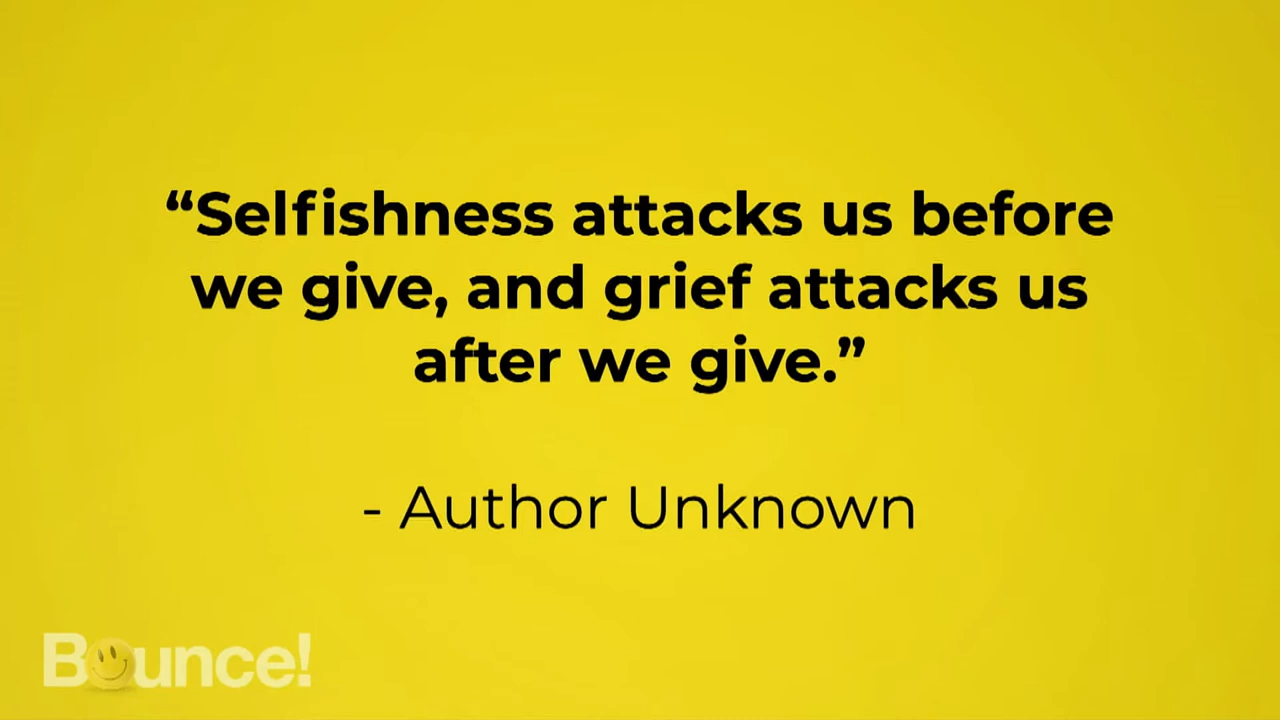 “Selfishness attacks us before
we give, and grief attacks us
after we give.”
- Author Unknown
Bounce!